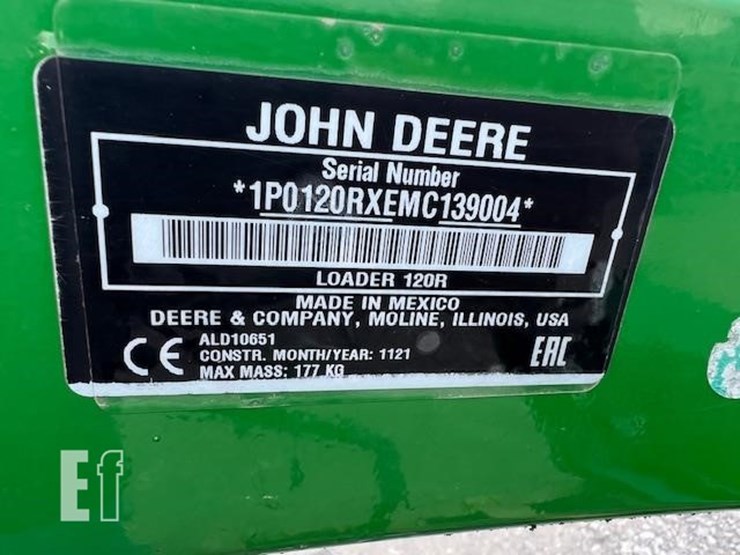 JOHN DEERE
Serial Number
*1P0120RXEMC139004*
LOADER 120R
MADE IN MEXICO
DEERE & COMPANY, MOLINE, ILLINOIS, USA
CE ALD10651 EAC
CONSTR. MONTH/YEAR: 1121
MAX MASS: 177 KG
Ef